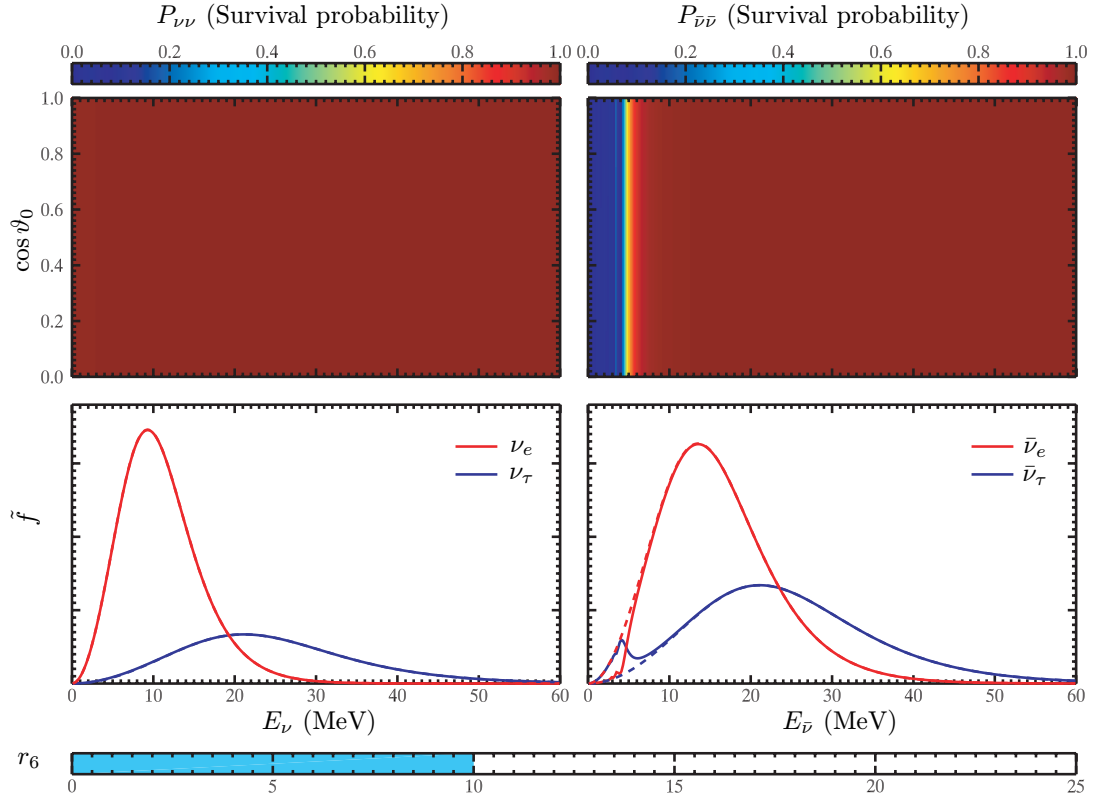 P_{νν} (Survival probability)
0.0 0.2 0.4 0.6 0.8 1.0
P_{ν̄ν̄} (Survival probability)
0.0 0.2 0.4 0.6 0.8 1.0
cos ϑ₀
1.0
0.8
0.6
0.4
0.2
0.0
f̃
ν_e
ν_τ
ν̄_e
ν̄_τ
0 10 20 30 40 50 60
E_ν (MeV)
0 10 20 30 40 50 60
E_ν̄ (MeV)
r₆
0 5 10 15 20 25